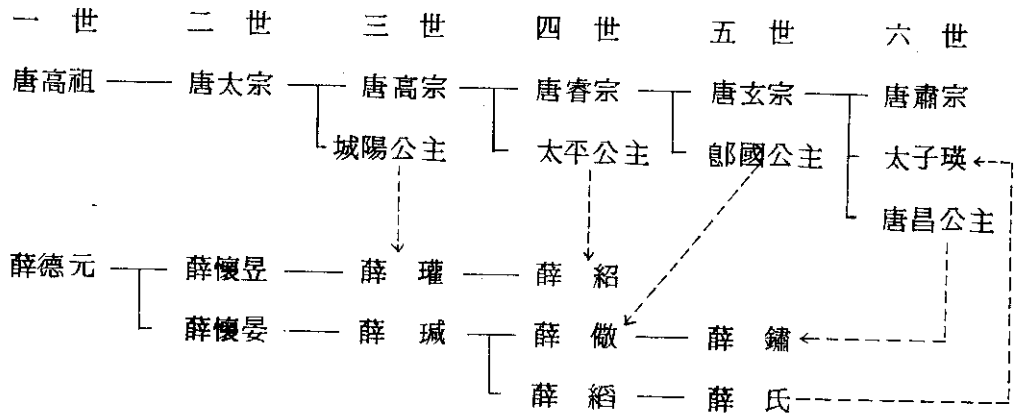 一世 二世 三世 四世 五世 六世
唐高祖 唐太宗 唐高宗 唐睿宗 唐玄宗 唐肅宗
城陽公主 太平公主 鄎國公主 太子瑛
唐昌公主
薛德元 薛懷昱 薛瓘 薛紹
薛懷晏 薛瑊 薛儆 薛鏽
薛縚 薛氏